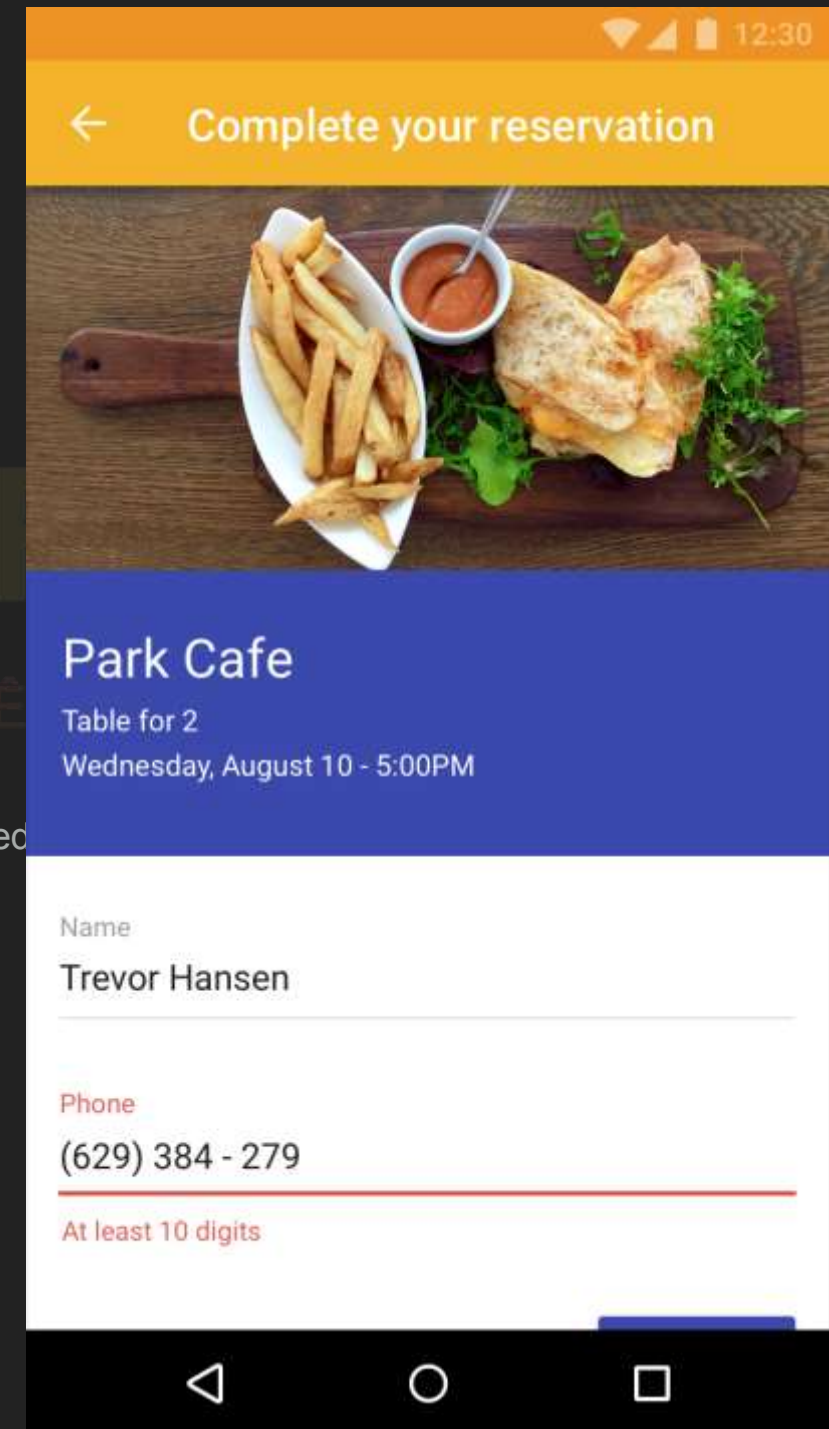 12:30
Complete your reservation
Park Cafe
Table for 2
Wednesday, August 10 - 5:00PM
ed
Name
Trevor Hansen
Phone
(629) 384 - 279
At least 10 digits